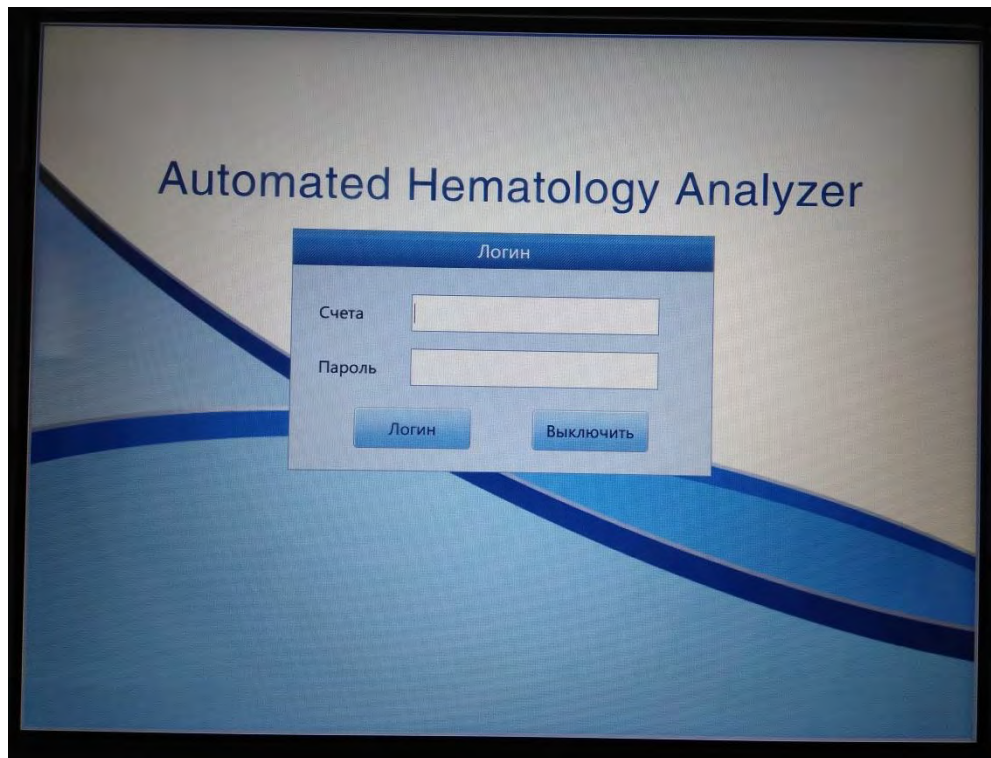 Automated Hematology Analyzer
Логин
Счета
Пароль
Логин
Выключить